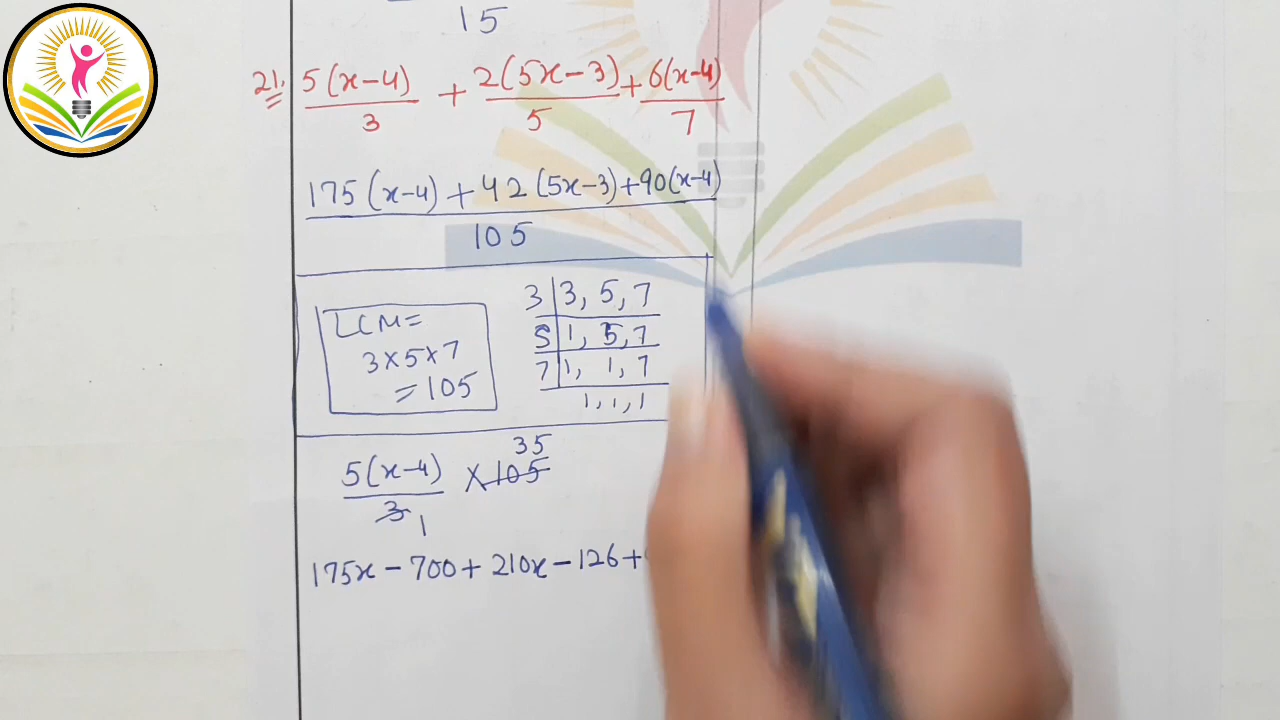 15
21. 5(x-4)/3 + 2(5x-3)/5 + 6(x-4)/7
175(x-4) + 42(5x-3) + 90(x-4)
105
3 | 3, 5, 7
LCM=
5 | 1, 5, 7
3×5×7
7 | 1, 1, 7
=105
1, 1, 1
35
5(x-4)/3 × 105
1
175x - 700 + 210x - 126 +